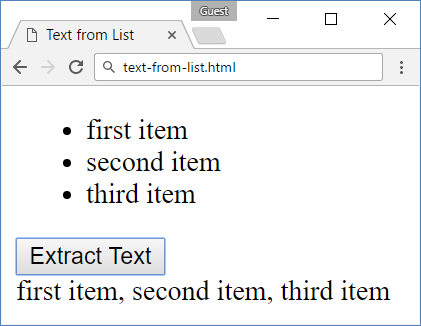 Guest
Text from List
text-from-list.html
first item
second item
third item
Extract Text
first item, second item, third item